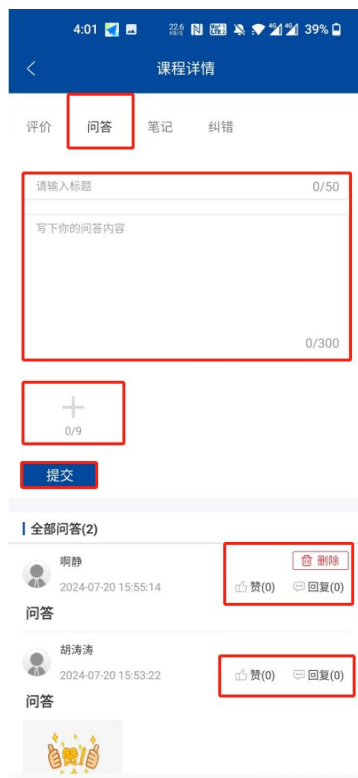 4:01 22.6 KB/S 4G 4G 39%
课程详情
评价 问答 笔记 纠错
请输入标题 0/50
写下你的问答内容
0/300
0/9
提交
全部问答(2)
啊静 删除
2024-07-20 15:55:14 赞(0) 回复(0)
问答
胡涛涛
2024-07-20 15:53:22 赞(0) 回复(0)
问答
赞!